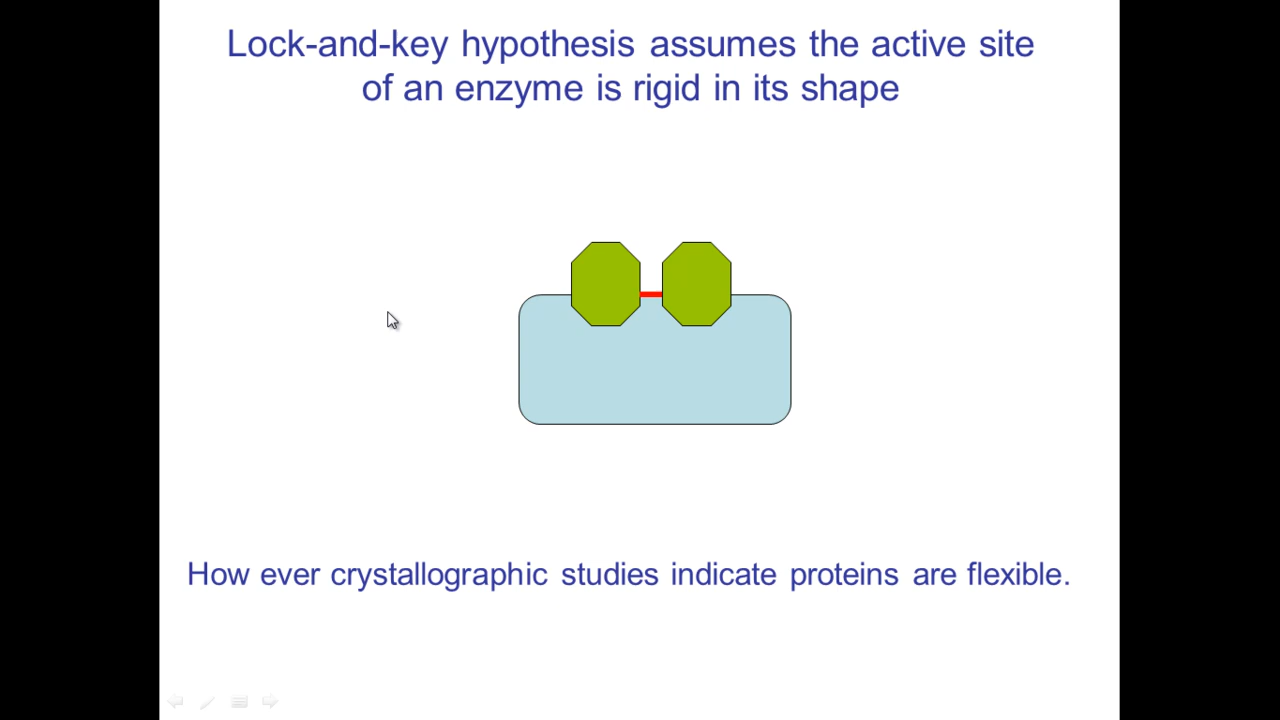 Lock-and-key hypothesis assumes the active site
of an enzyme is rigid in its shape
How ever crystallographic studies indicate proteins are flexible.